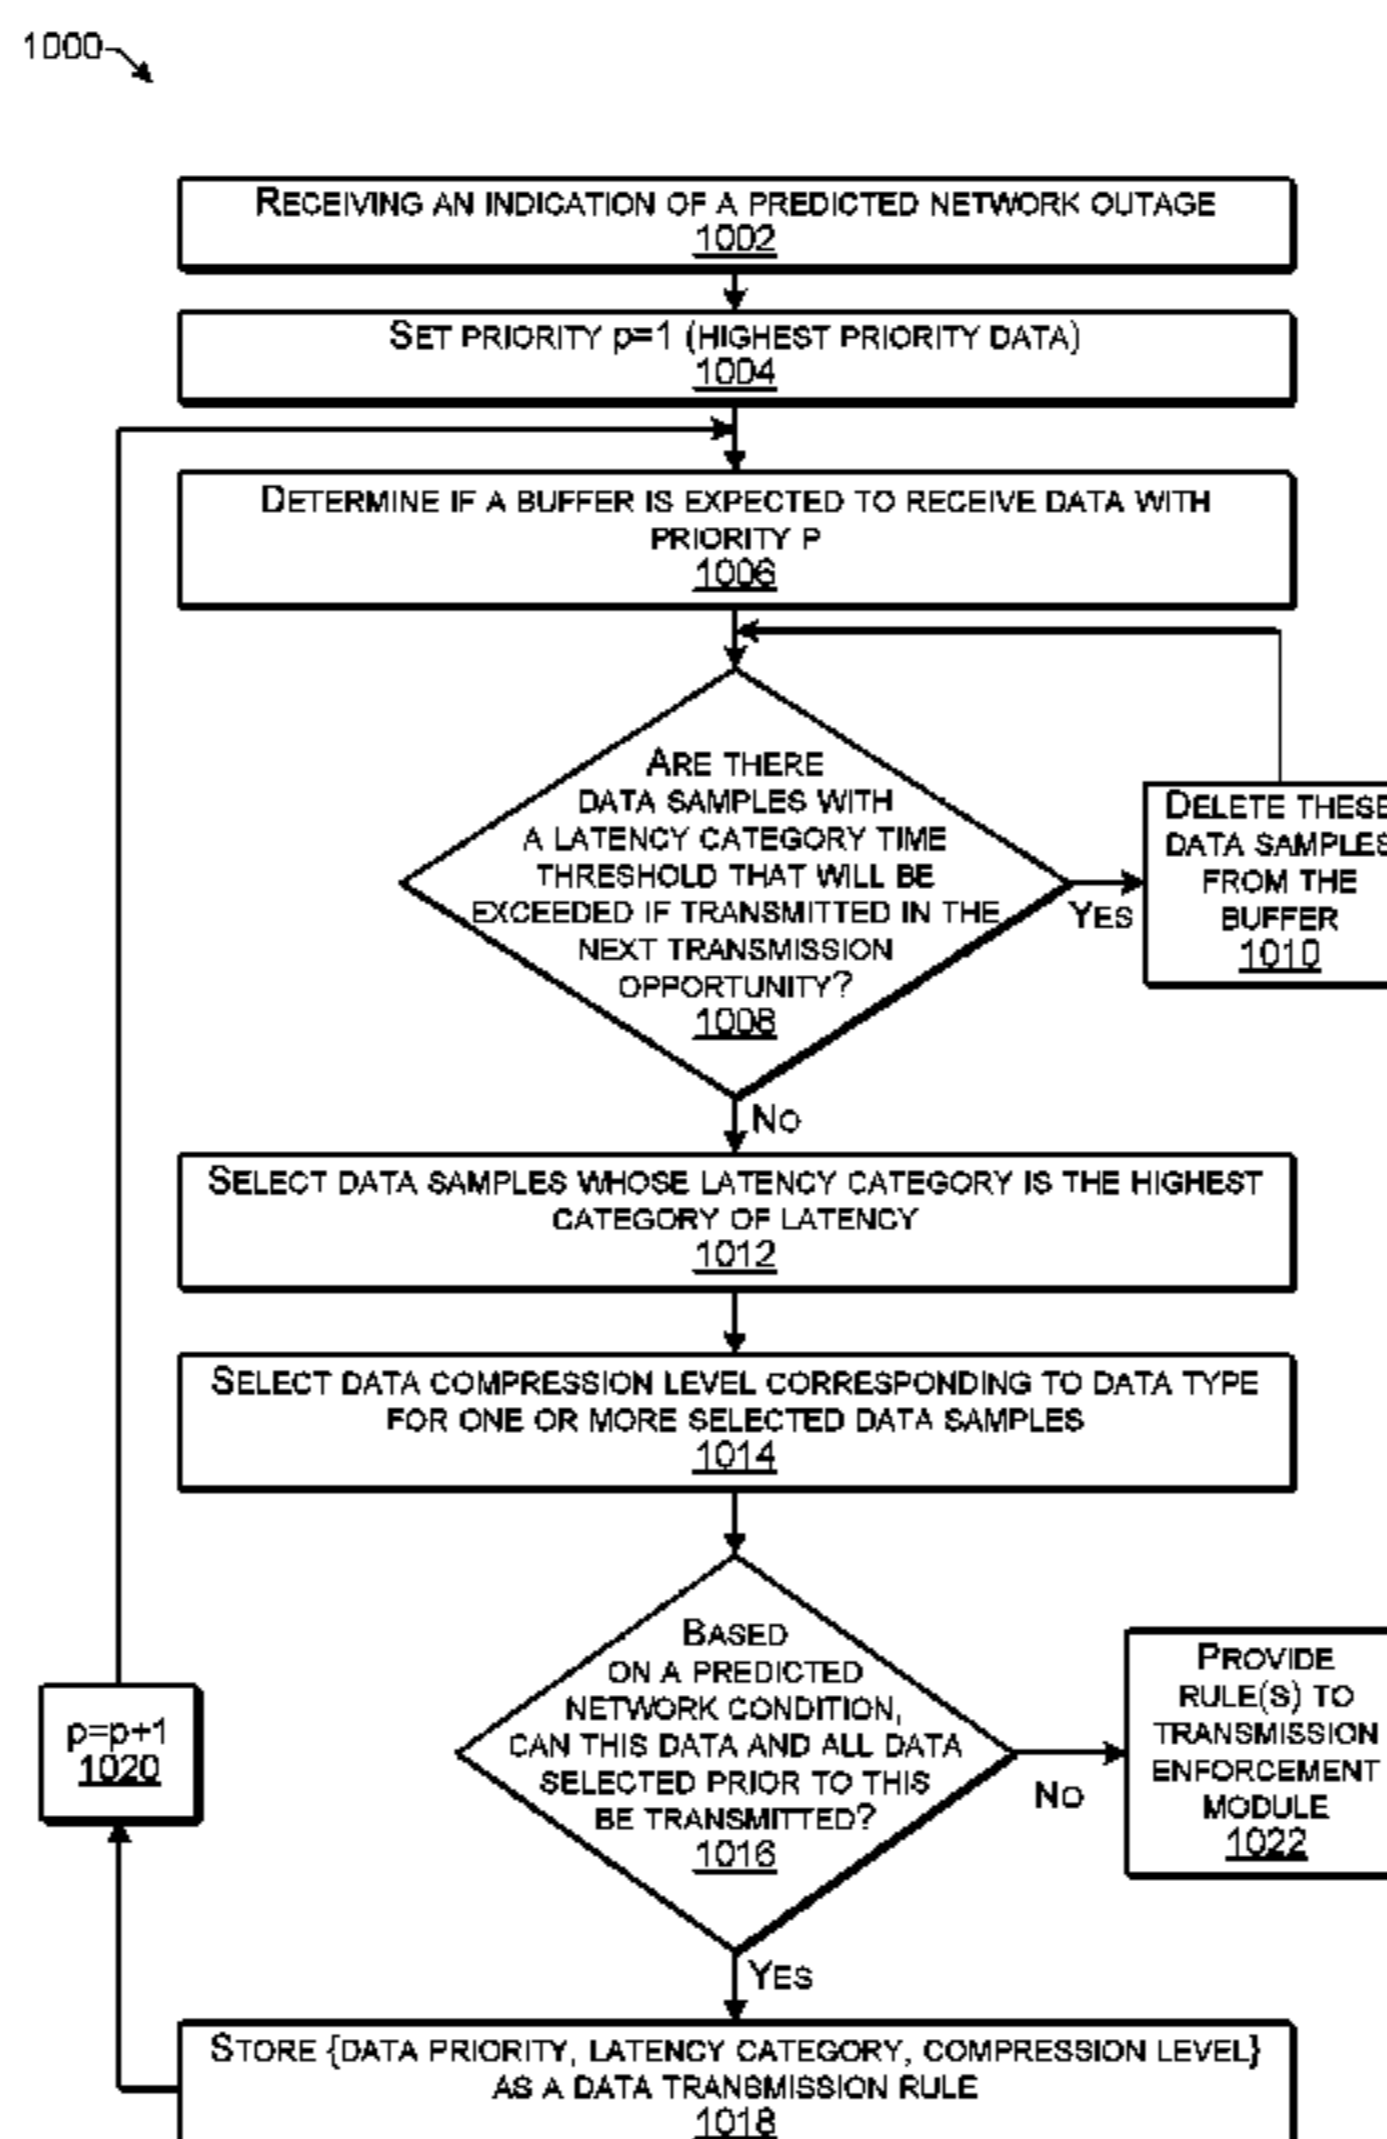 1000
RECEIVING AN INDICATION OF A PREDICTED NETWORK OUTAGE
1002
SET PRIORITY p=1 (HIGHEST PRIORITY DATA)
1004
DETERMINE IF A BUFFER IS EXPECTED TO RECEIVE DATA WITH
PRIORITY P
1006
ARE THERE
DATA SAMPLES WITH
A LATENCY CATEGORY TIME
THRESHOLD THAT WILL BE
EXCEEDED IF TRANSMITTED IN THE
NEXT TRANSMISSION
OPPORTUNITY?
1008
YES
DELETE THESE
DATA SAMPLES
FROM THE
BUFFER
1010
NO
SELECT DATA SAMPLES WHOSE LATENCY CATEGORY IS THE HIGHEST
CATEGORY OF LATENCY
1012
SELECT DATA COMPRESSION LEVEL CORRESPONDING TO DATA TYPE
FOR ONE OR MORE SELECTED DATA SAMPLES
1014
BASED
ON A PREDICTED
NETWORK CONDITION,
CAN THIS DATA AND ALL DATA
SELECTED PRIOR TO THIS
BE TRANSMITTED?
1016
NO
PROVIDE
RULE(S) TO
TRANSMISSION
ENFORCEMENT
MODULE
1022
p=p+1
1020
YES
STORE {DATA PRIORITY, LATENCY CATEGORY, COMPRESSION LEVEL}
AS A DATA TRANSMISSION RULE
1018